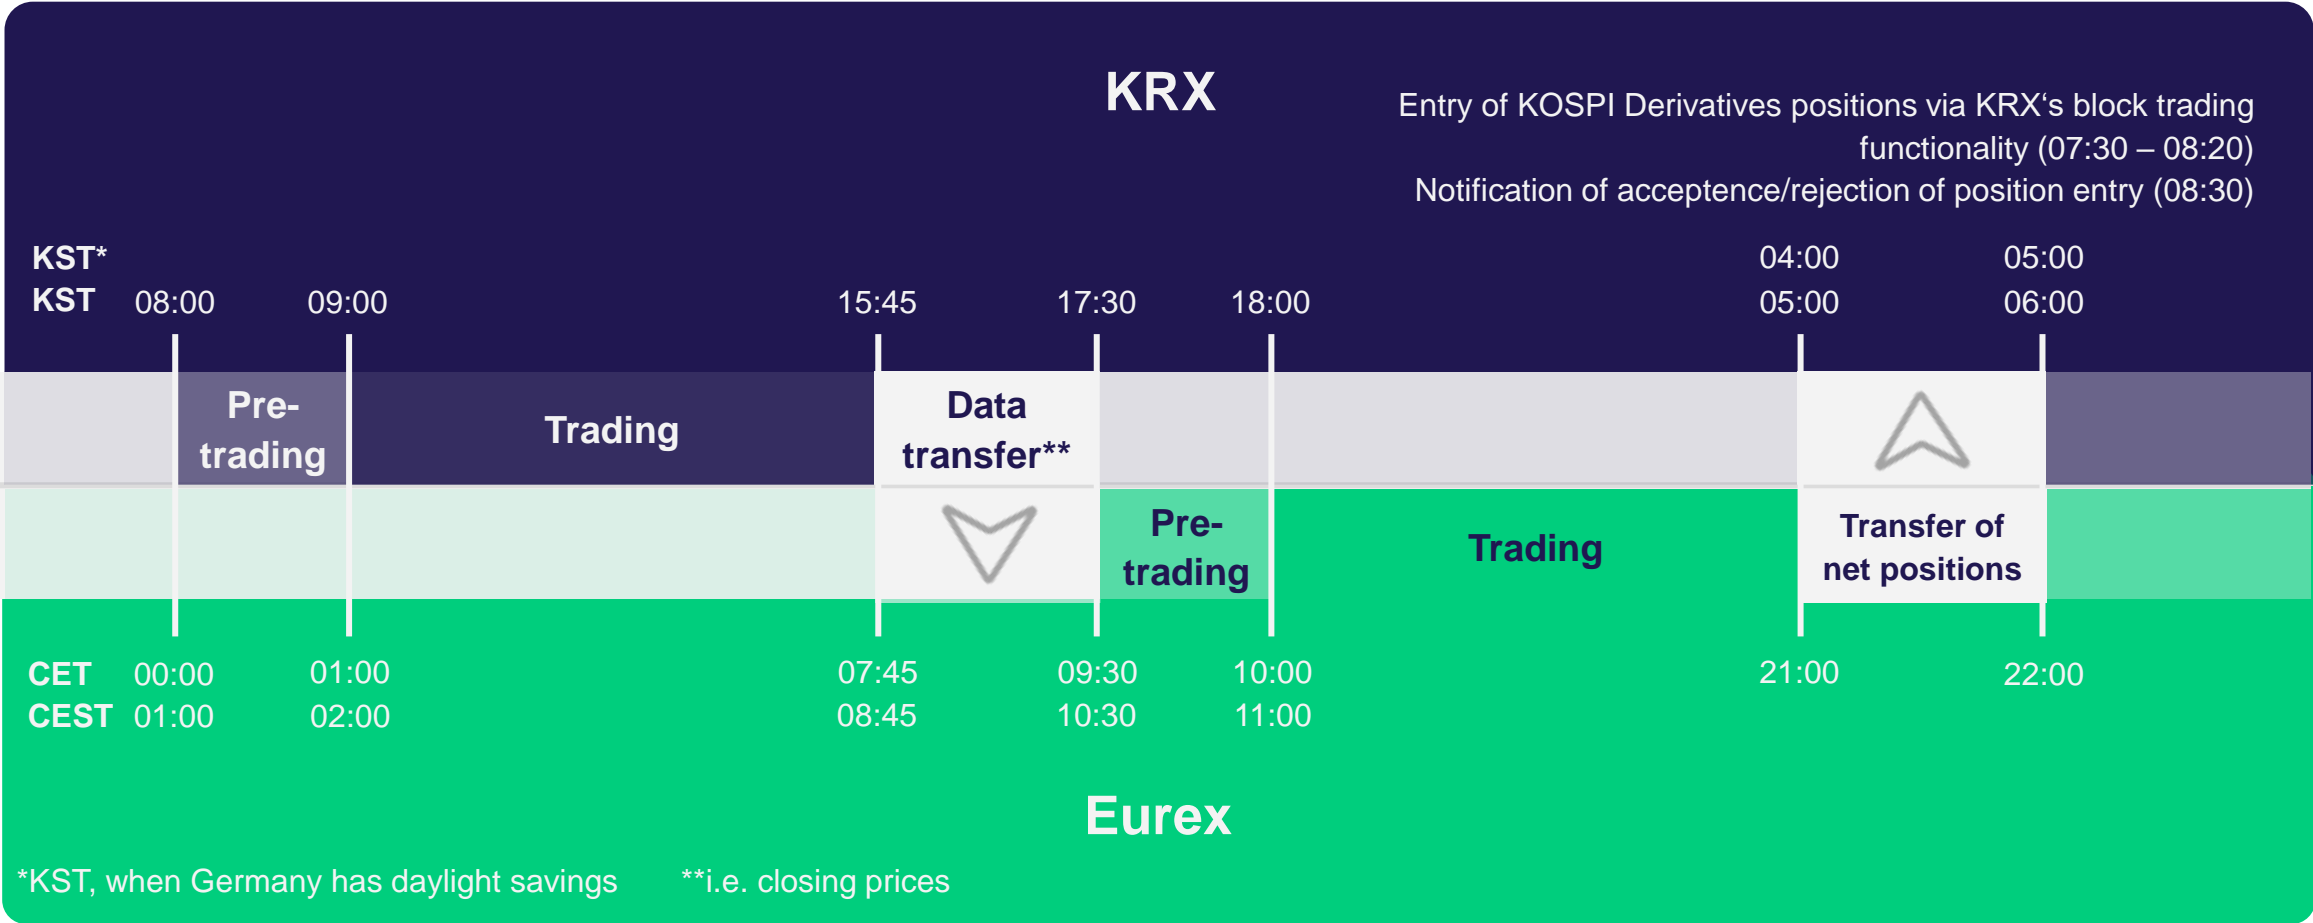 KRX
Entry of KOSPI Derivatives positions via KRX‘s block trading
functionality (07:30 – 08:20)
Notification of acceptence/rejection of position entry (08:30)
KST* 04:00 05:00
KST 08:00 09:00 15:45 17:30 18:00 05:00 06:00
Pre-
trading
Trading
Data
transfer**
Pre-
trading
Trading
Transfer of
net positions
CET 00:00 01:00 07:45 09:30 10:00 21:00 22:00
CEST 01:00 02:00 08:45 10:30 11:00
Eurex
*KST, when Germany has daylight savings **i.e. closing prices